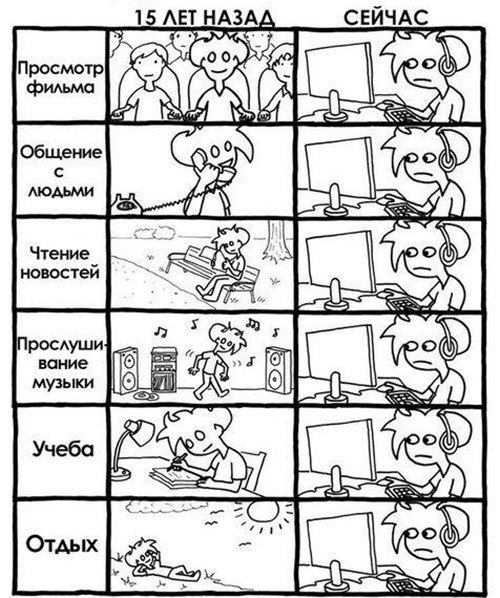 15 ЛЕТ НАЗАД
СЕЙЧАС
Просмотр
фильма
Общение
с
людьми
Чтение
новостей
Прослуши-
вание
музыки
Учеба
Отдых